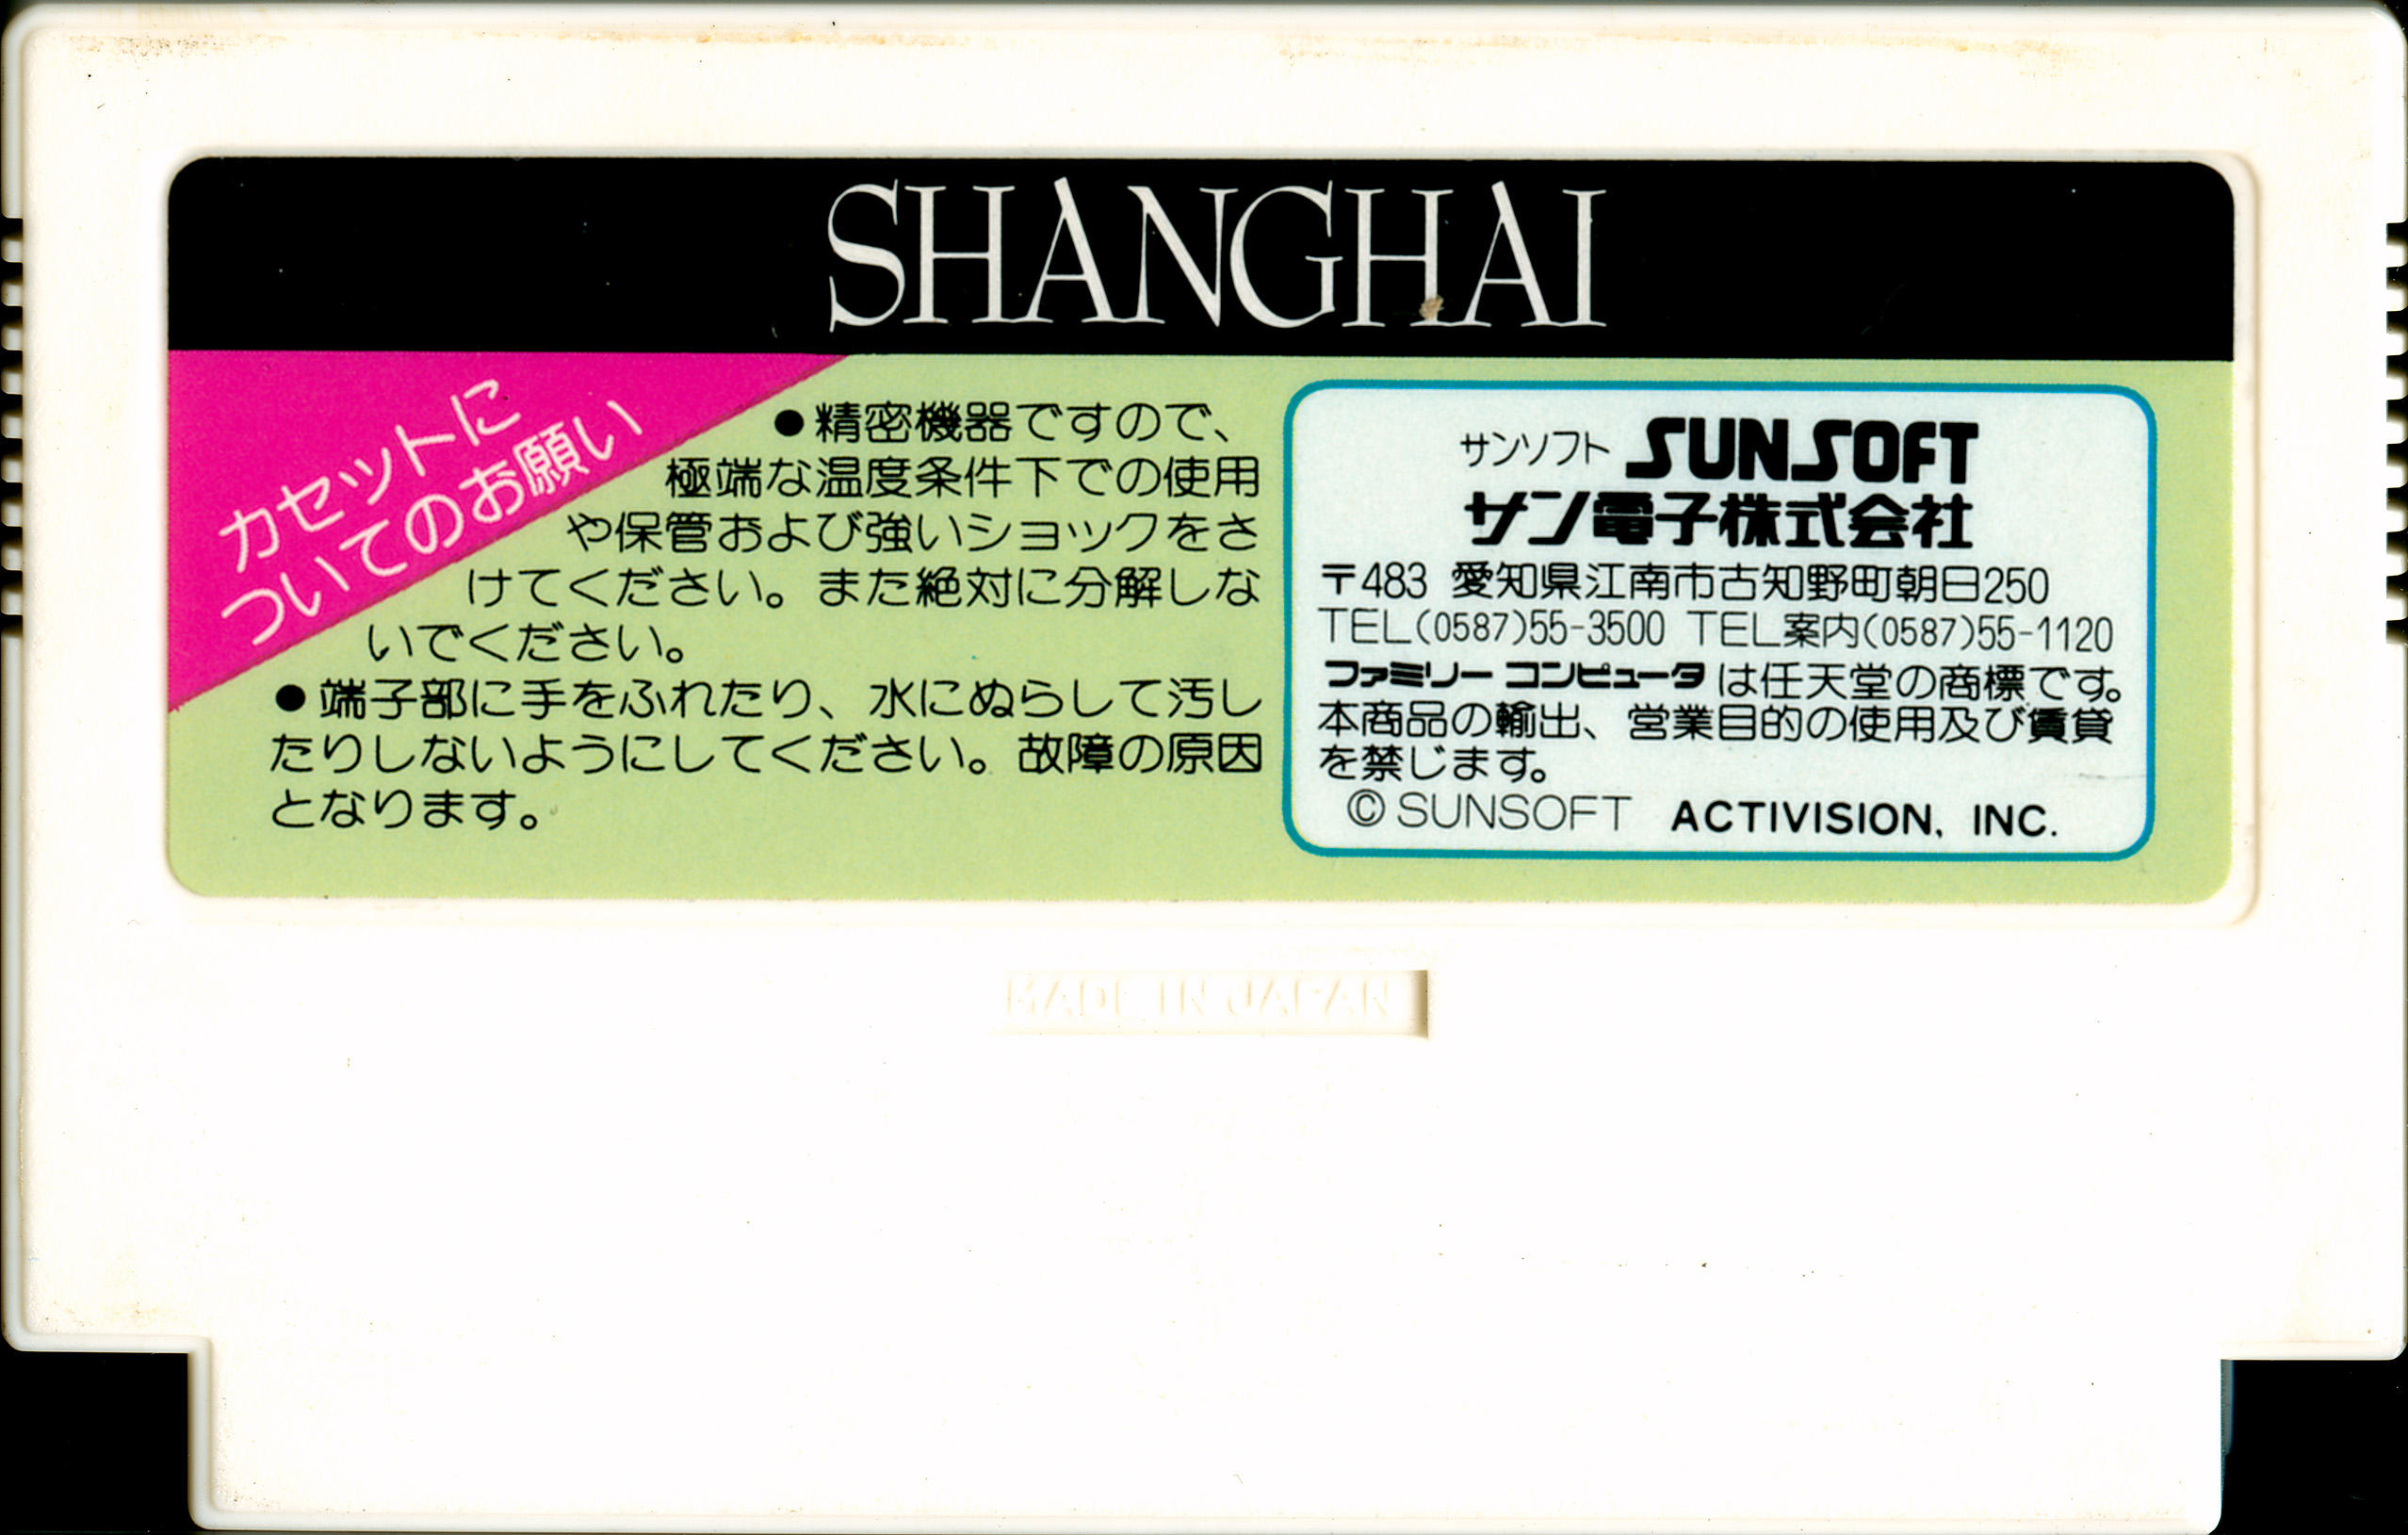 SHANGHAI
カセットに
ついてのお願い
●精密機器ですので、
極端な温度条件下での使用
や保管および強いショックをさ
けてください。また絶対に分解しな
いでください。
●端子部に手をふれたり、水にぬらして汚し
たりしないようにしてください。故障の原因
となります。
サンソフト SUNSOFT
サン電子株式会社
〒483 愛知県江南市古知野町朝日250
TEL(0587)55-3500 TEL案内(0587)55-1120
ファミリー コンピュータは任天堂の商標です。
本商品の輸出、営業目的の使用及び賃貸
を禁じます。
©SUNSOFT ACTIVISION, INC.
MADE IN JAPAN